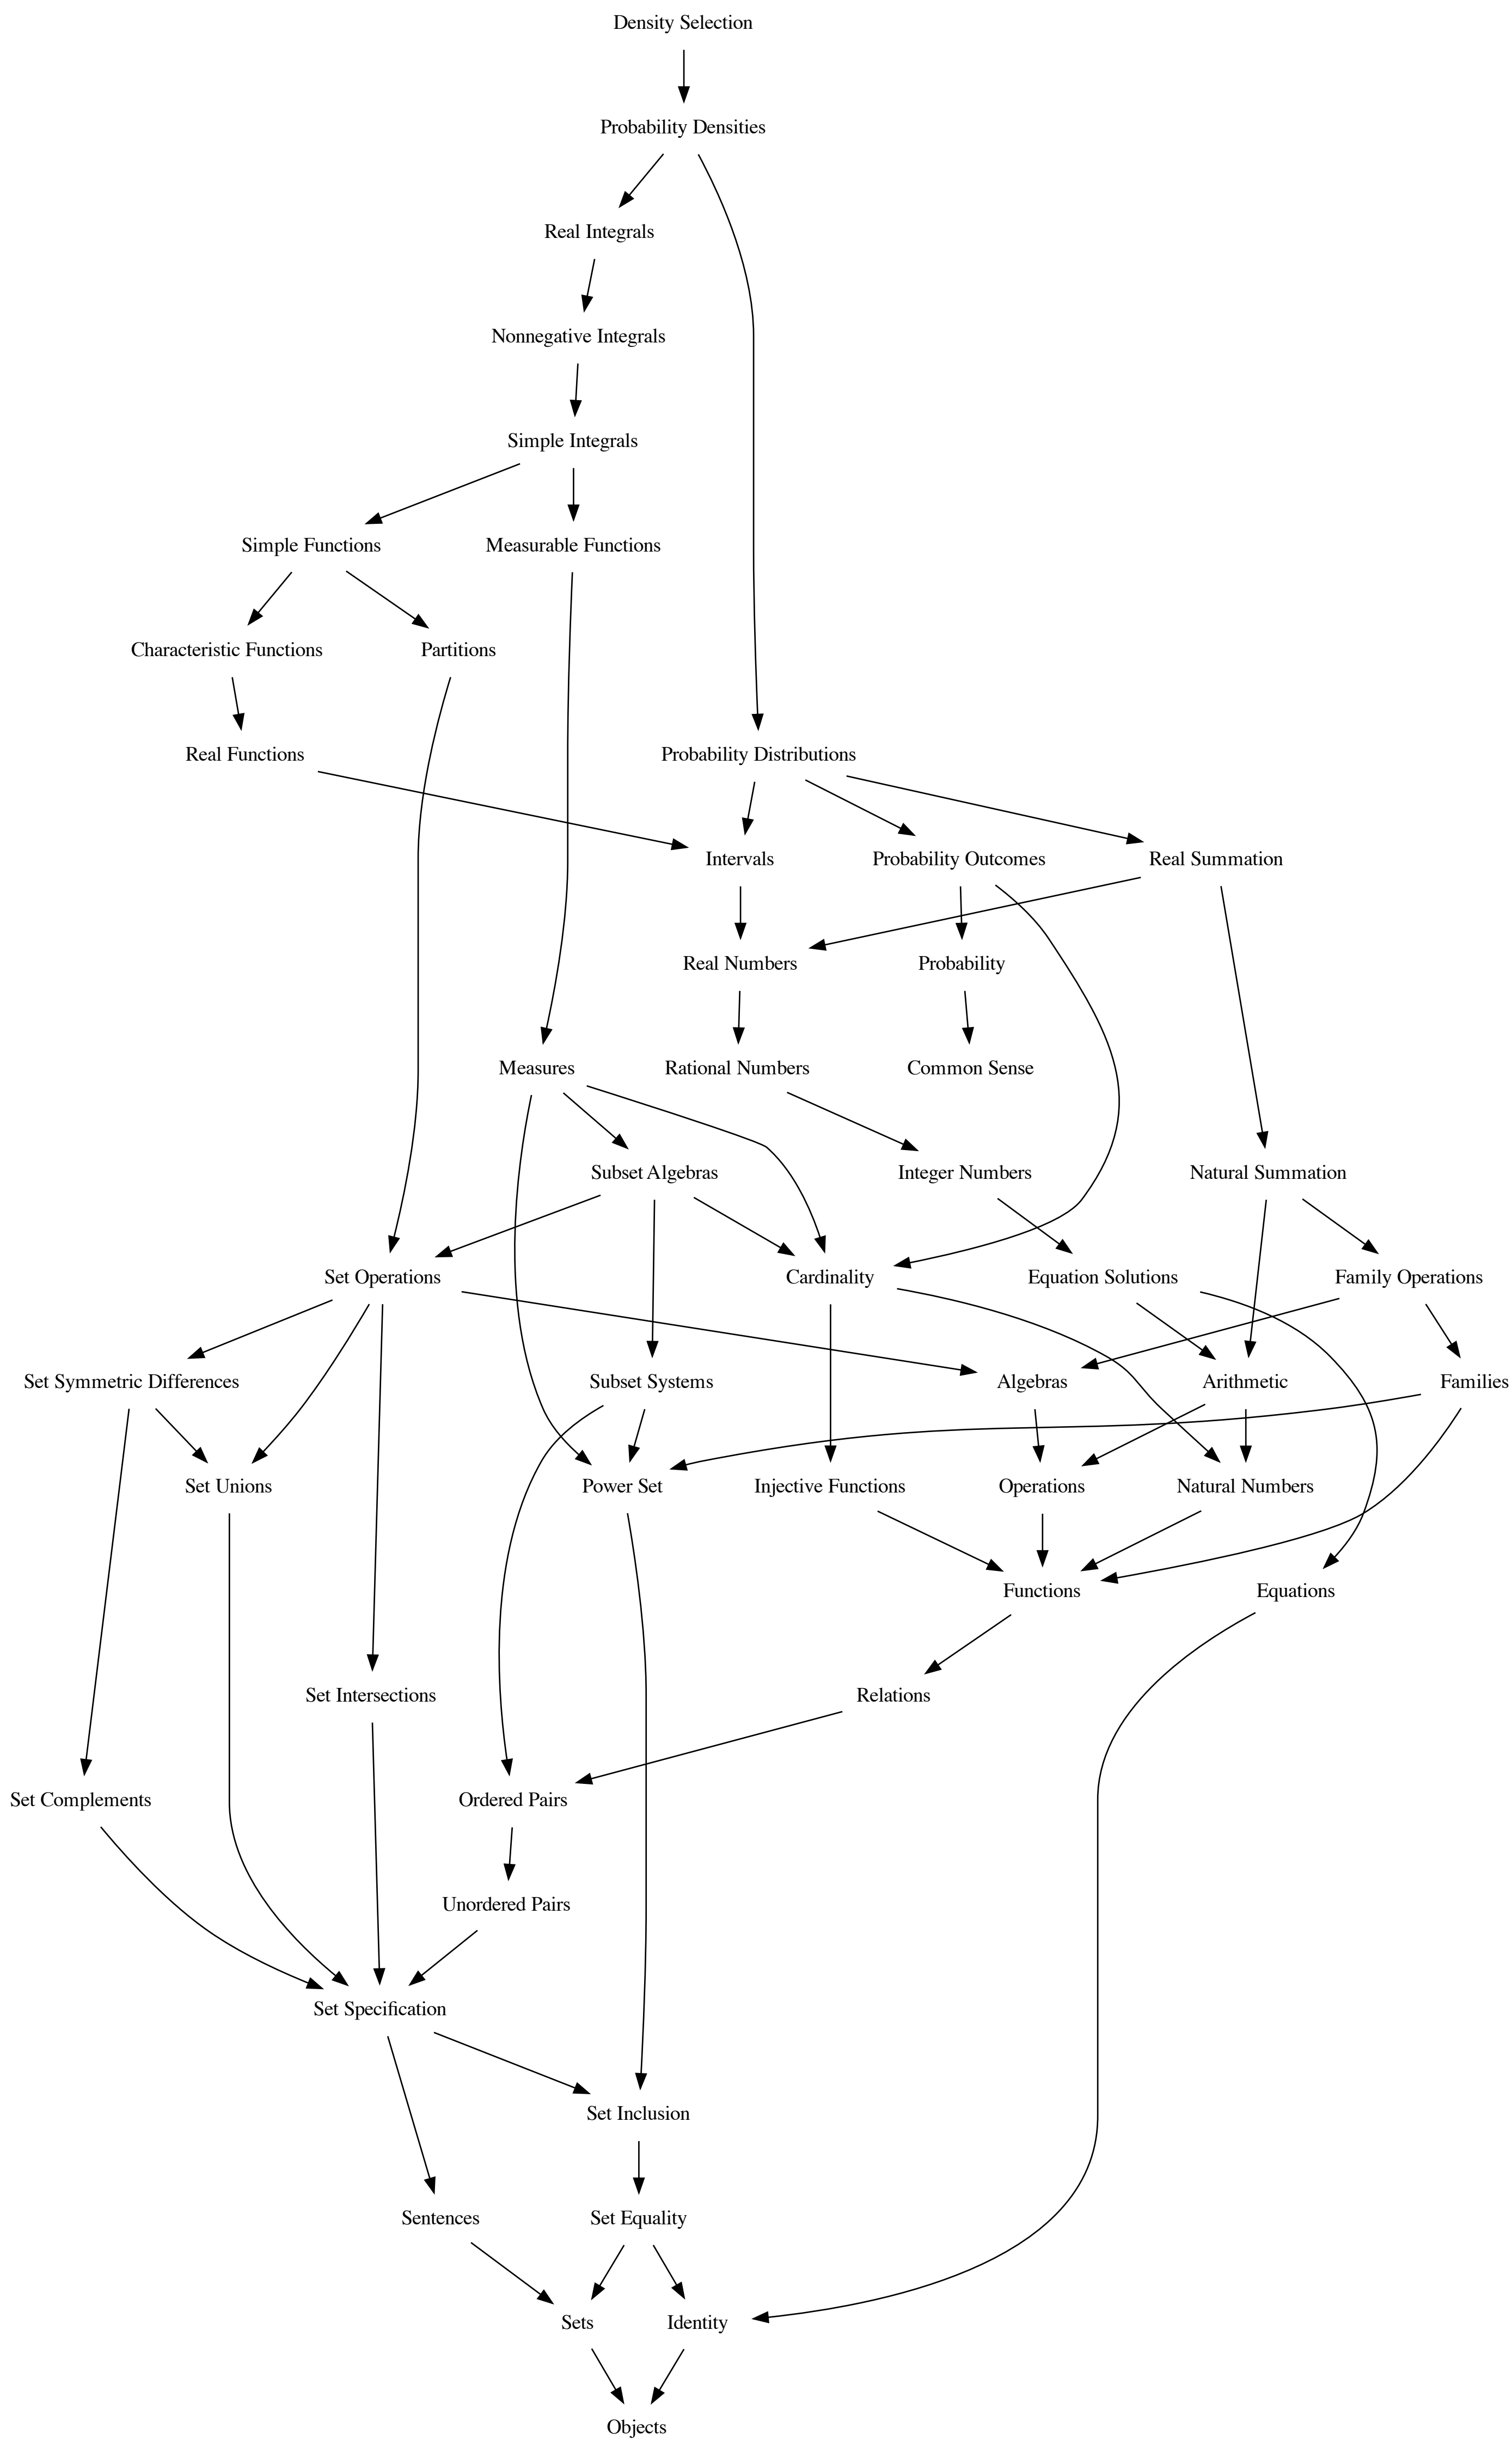 Density Selection
Probability Densities
Real Integrals
Nonnegative Integrals
Simple Integrals
Simple Functions
Measurable Functions
Characteristic Functions
Partitions
Real Functions
Probability Distributions
Intervals
Probability Outcomes
Real Summation
Real Numbers
Probability
Measures
Rational Numbers
Common Sense
Subset Algebras
Integer Numbers
Natural Summation
Set Operations
Cardinality
Equation Solutions
Family Operations
Set Symmetric Differences
Subset Systems
Algebras
Arithmetic
Families
Set Unions
Power Set
Injective Functions
Operations
Natural Numbers
Functions
Equations
Set Intersections
Relations
Set Complements
Ordered Pairs
Unordered Pairs
Set Specification
Set Inclusion
Sentences
Set Equality
Sets
Identity
Objects